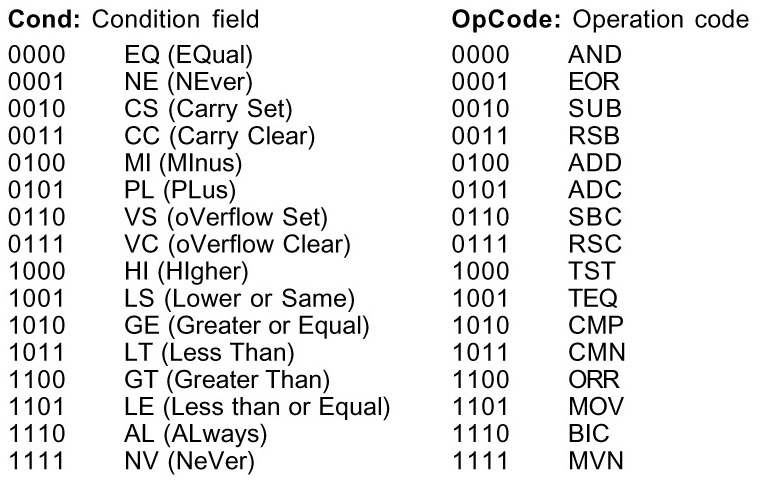 Cond: Condition field OpCode: Operation code
0000 EQ (EQual) 0000 AND
0001 NE (NEver) 0001 EOR
0010 CS (Carry Set) 0010 SUB
0011 CC (Carry Clear) 0011 RSB
0100 MI (MInus) 0100 ADD
0101 PL (PLus) 0101 ADC
0110 VS (oVerflow Set) 0110 SBC
0111 VC (oVerflow Clear) 0111 RSC
1000 HI (HIgher) 1000 TST
1001 LS (Lower or Same) 1001 TEQ
1010 GE (Greater or Equal) 1010 CMP
1011 LT (Less Than) 1011 CMN
1100 GT (Greater Than) 1100 ORR
1101 LE (Less than or Equal) 1101 MOV
1110 AL (ALways) 1110 BIC
1111 NV (NeVer) 1111 MVN